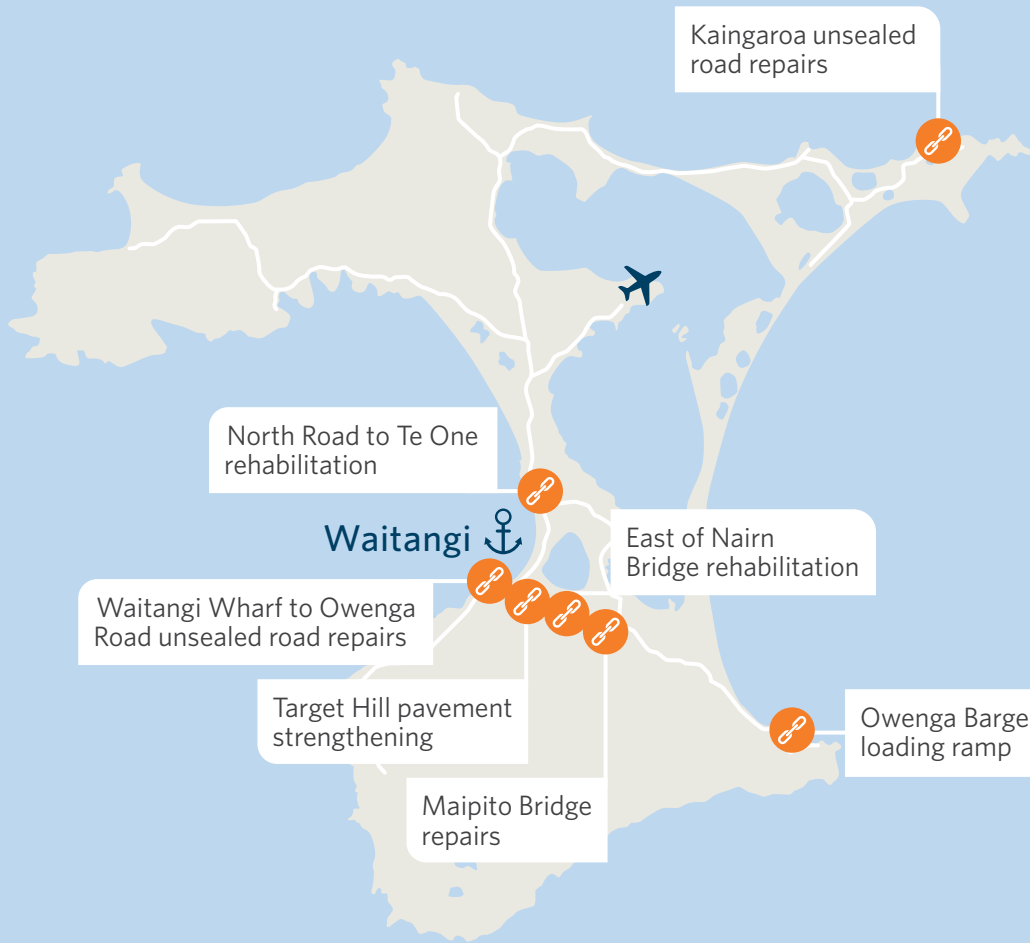 Kaingaroa unsealed
road repairs
North Road to Te One
rehabilitation
Waitangi
East of Nairn
Bridge rehabilitation
Waitangi Wharf to Owenga
Road unsealed road repairs
Target Hill pavement
strengthening
Owenga Barge
loading ramp
Maipito Bridge
repairs